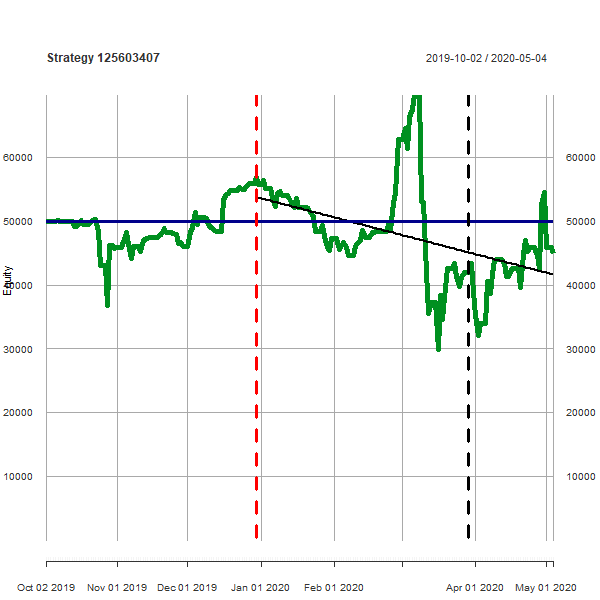 Strategy 125603407 2019-10-02 / 2020-05-04
60000 60000
50000 50000
Equity
40000 40000
30000 30000
20000 20000
10000 10000
Oct 02 2019 Nov 01 2019 Dec 01 2019 Jan 01 2020 Feb 01 2020 Apr 01 2020 May 01 2020